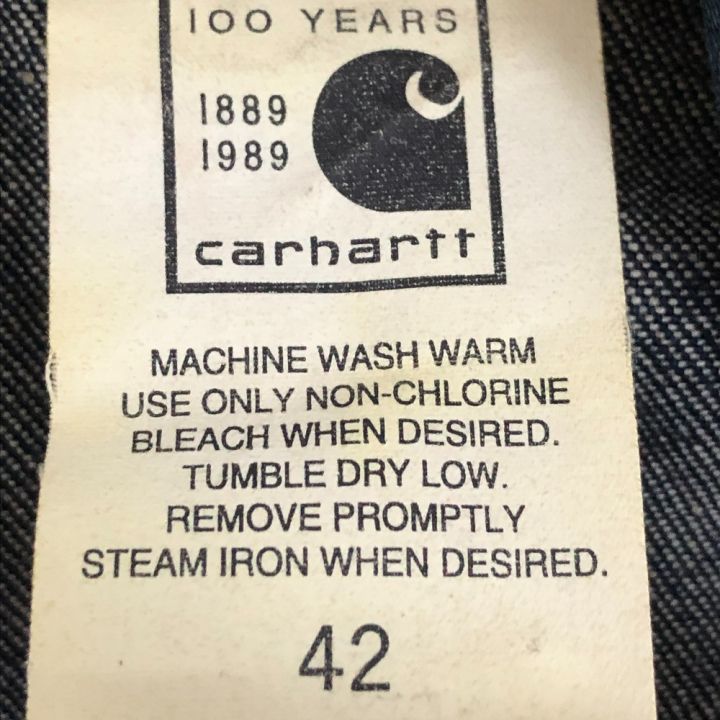 100 YEARS
1889
1989
carhartt
MACHINE WASH WARM
USE ONLY NON-CHLORINE
BLEACH WHEN DESIRED.
TUMBLE DRY LOW.
REMOVE PROMPTLY
STEAM IRON WHEN DESIRED.
42